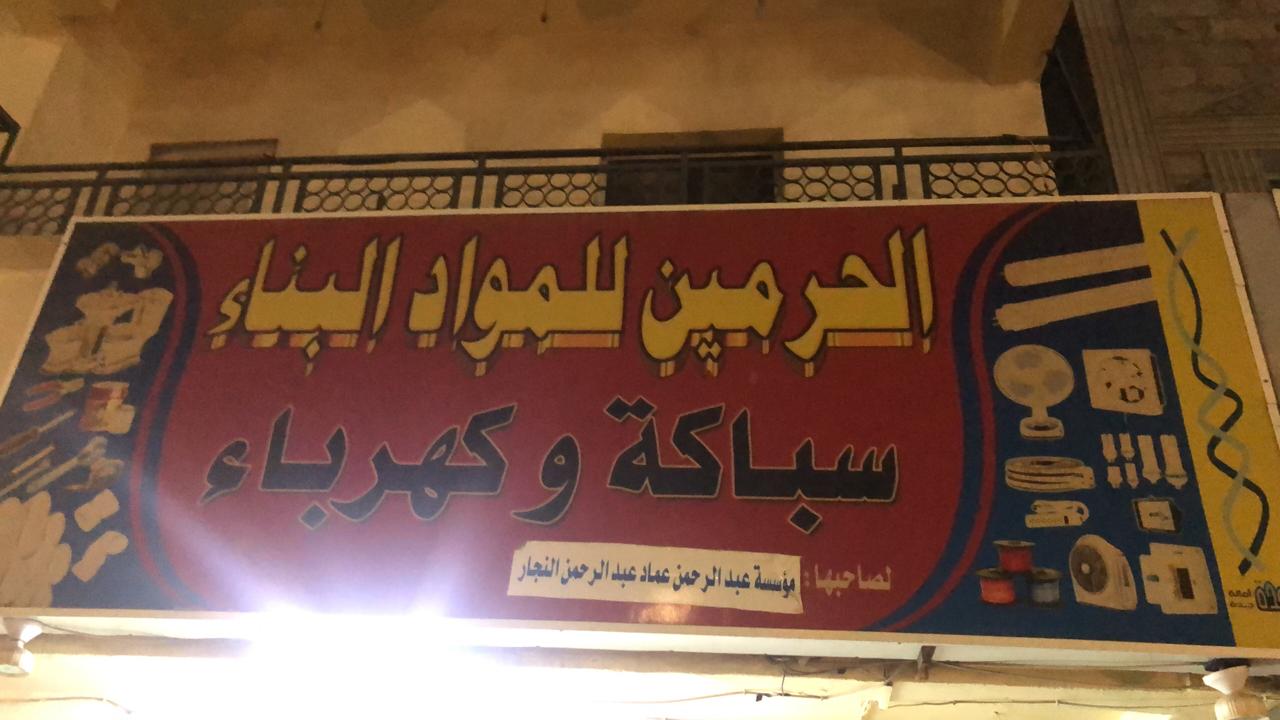 الحرمين للمواد البناء
سباكة و كهرباء
لصاحبها : مؤسسة عبد الرحمن عماد عبد الرحمن النجار